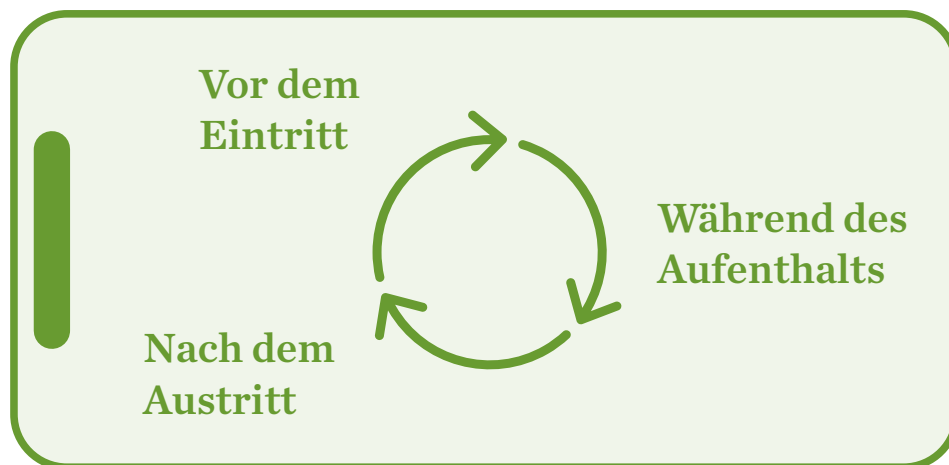 Vor dem
Eintritt
Während des
Aufenthalts
Nach dem
Austritt